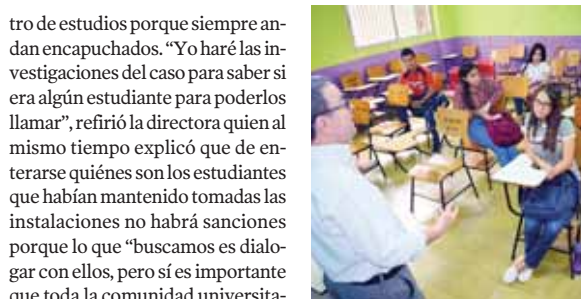 tro de estudios porque siempre an-
dan encapuchados. “Yo haré las in-
vestigaciones del caso para saber si
era algún estudiante para poderlos
llamar”, refirió la directora quien al
mismo tiempo explicó que de en-
terarse quiénes son los estudiantes
que habían mantenido tomadas las
instalaciones no habrá sanciones
porque lo que “buscamos es dialo-
gar con ellos, pero sí es importante
que toda la comunidad universita-